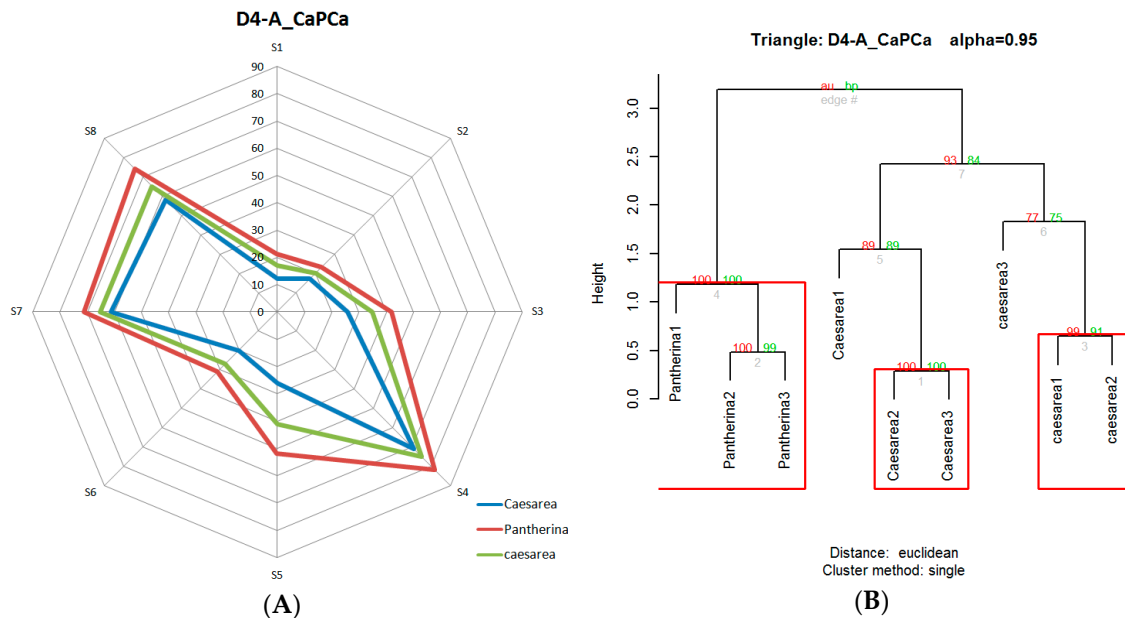 D4-A_CaPCa
S1
90
80
70
60
50
40
30
20
10
0
S2
S3
S4
S5
S6
S7
S8
Caesarea
Pantherina
caesarea
(A)
Triangle: D4-A_CaPCa alpha=0.95
Height
0.0 0.5 1.0 1.5 2.0 2.5 3.0
au bp
edge #
93 84
7
77 75
6
89 89
5
100 100
4
100 99
2
100 100
1
99 91
3
Pantherina1
Pantherina2
Pantherina3
Caesarea1
Caesarea2
Caesarea3
caesarea3
caesarea1
caesarea2
Distance: euclidean
Cluster method: single
(B)